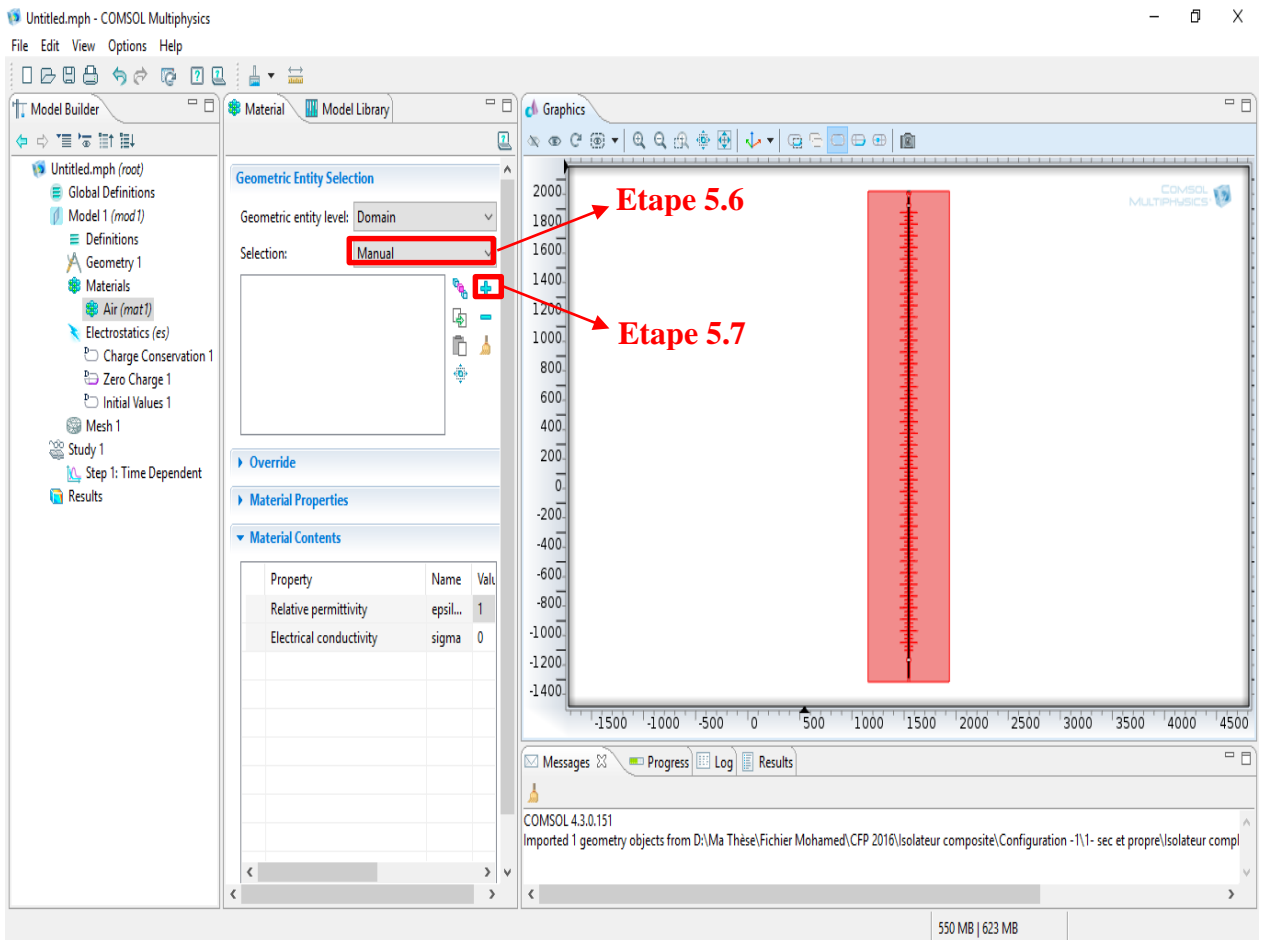 Untitled.mph - COMSOL Multiphysics
File Edit View Options Help
Model Builder
Untitled.mph (root)
Global Definitions
Model 1 (mod1)
Definitions
Geometry 1
Materials
Air (mat1)
Electrostatics (es)
Charge Conservation 1
Zero Charge 1
Initial Values 1
Mesh 1
Study 1
Step 1: Time Dependent
Results
Material Model Library
Geometric Entity Selection
Geometric entity level: Domain
Selection: Manual
Override
Material Properties
Material Contents
Property Name Valu
Relative permittivity epsil... 1
Electrical conductivity sigma 0
Graphics
Etape 5.6
Etape 5.7
COMSOL
MULTIPHYSICS
2000
1800
1600
1400
1200
1000
800
600
400
200
0
-200
-400
-600
-800
-1000
-1200
-1400
-1500 -1000 -500 0 500 1000 1500 2000 2500 3000 3500 4000 4500
Messages Progress Log Results
COMSOL 4.3.0.151
Imported 1 geometry objects from D:\Ma Thèse\Fichier Mohamed\CFP 2016\Isolateur composite\Configuration -1\1- sec et propre\Isolateur compl
550 MB | 623 MB